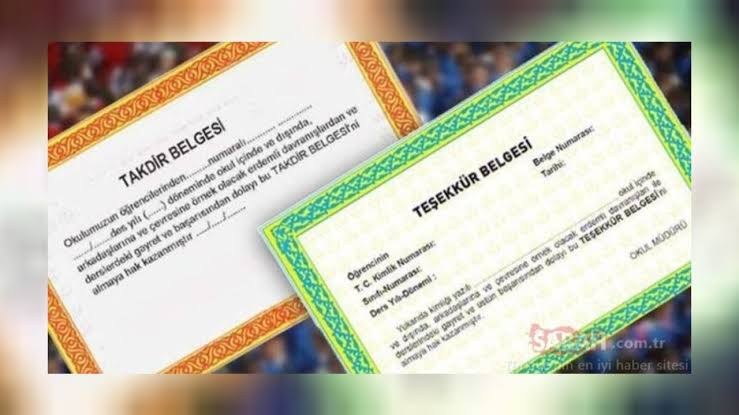 TAKDİR BELGESİ
Okulumuzun öğrencilerinden.......numaralı.......... ............
...../.....des yılı (.....) döneminde okul içinde ve dışında,
arkadaşlarına ve çevresine örnek olacak erdemli davranışlardan ve
derslerdeki gayret ve başarısından dolayı bu TAKDİR BELGESİ'ni
almaya hak kazanmıştır ..../..../....
TEŞEKKÜR BELGESİ
Belge Numarası:
Tarihi:
Öğrencinin
T. C. Kimlik Numarası:
Sınıfı-Numarası:
Ders Yılı-Dönemi :
Yukarıda kimliği yazılı ........................ okul içinde
ve dışında, arkadaşlarına ve çevresine örnek olacak erdemli davranışları ile
derslerindeki gayret ve üstün başarısından dolayı bu TEŞEKKÜR BELGESİ'ni
almaya hak kazanmıştır.
OKUL MÜDÜRÜ
SABAH.com.tr
en iyi haber sitesi